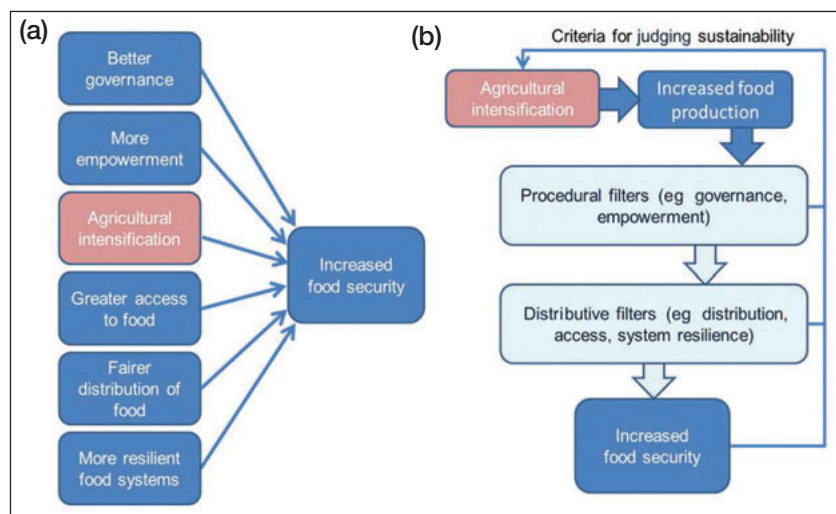 (a)
Better
governance
More
empowerment
Agricultural
intensification
Greater access
to food
Fairer
distribution of
food
More resilient
food systems
Increased
food security
(b)
Criteria for judging sustainability
Agricultural
intensification
Increased food
production
Procedural filters (eg governance,
empowerment)
Distributive filters (eg distribution,
access, system resilience)
Increased
food security